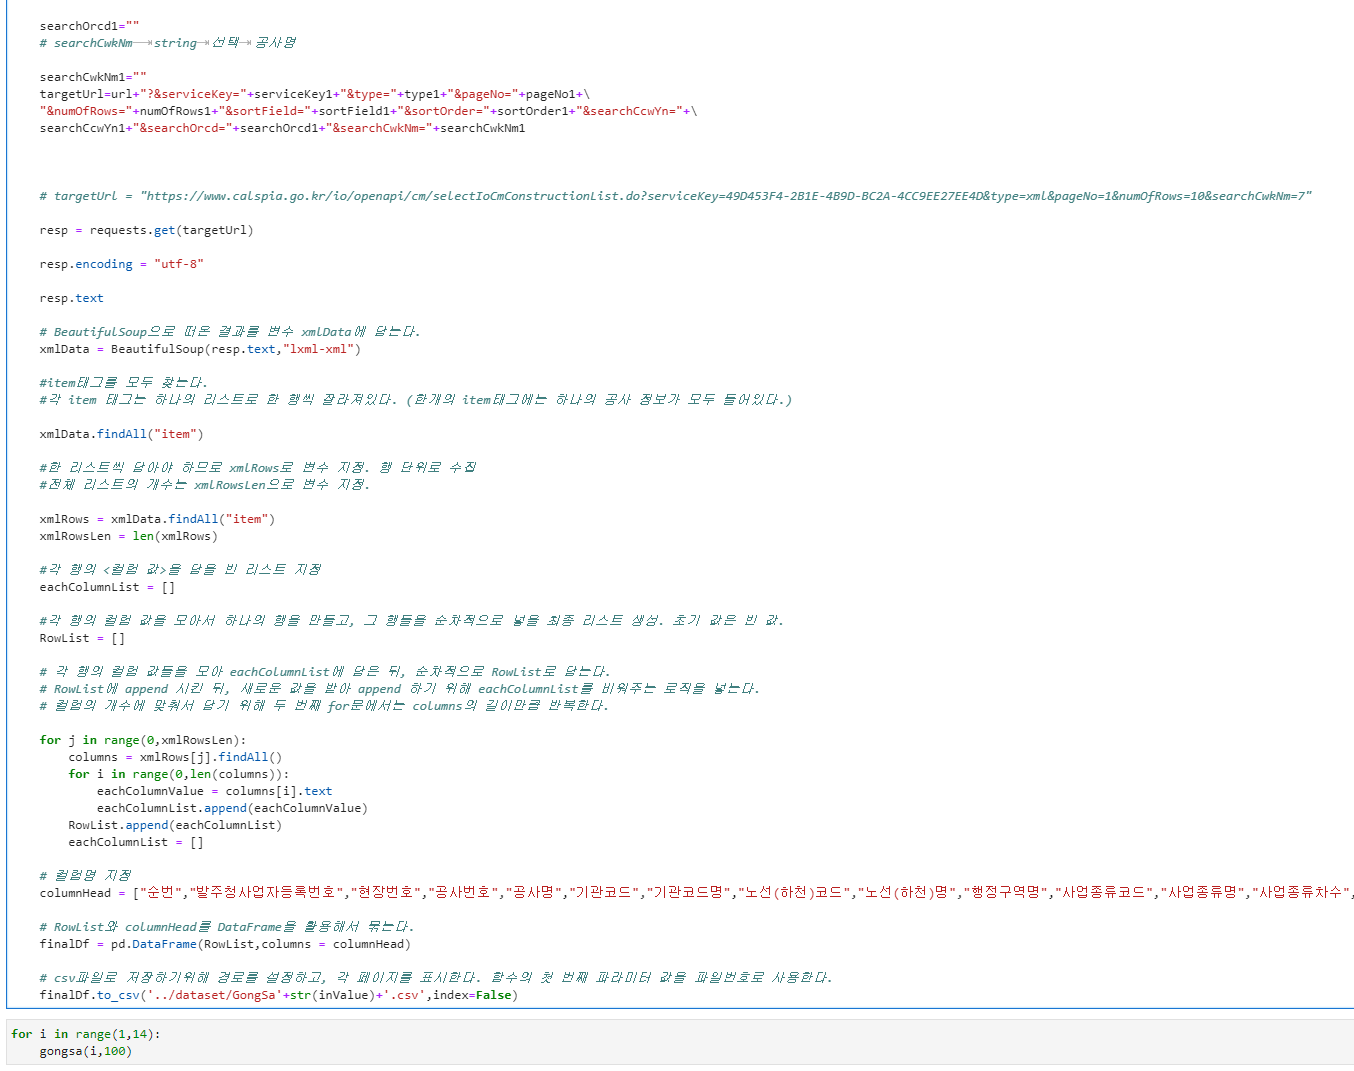 searchOrcd1=""
# searchCwkNm→string→선택→공사명
searchCwkNm1=""
targetUrl=url+"?&serviceKey="+serviceKey1+"&type="+type1+"&pageNo="+pageNo1+\
"&numOfRows="+numOfRows1+"&sortField="+sortField1+"&sortOrder="+sortOrder1+"&searchCcwYn="+\
searchCcwYn1+"&searchOrcd="+searchOrcd1+"&searchCwkNm="+searchCwkNm1
# targetUrl = "https://www.calspia.go.kr/io/openapi/cm/selectIoCmConstructionList.do?serviceKey=49D453F4-2B1E-4B9D-BC2A-4CC9EE27EE4D&type=xml&pageNo=1&numOfRows=10&searchCwkNm=7"
resp = requests.get(targetUrl)
resp.encoding = "utf-8"
resp.text
# BeautifulSoup으로 떠온 결과를 변수 xmlData에 담는다.
xmlData = BeautifulSoup(resp.text,"lxml-xml")
#item태그를 모두 찾는다.
#각 item 태그는 하나의 리스트로 한 행씩 잘라져있다. (한개의 item태그에는 하나의 공사 정보가 모두 들어있다.)
xmlData.findAll("item")
#한 리스트씩 담아야 하므로 xmlRows로 변수 지정. 행 단위로 수집
#전체 리스트의 개수는 xmlRowsLen으로 변수 지정.
xmlRows = xmlData.findAll("item")
xmlRowsLen = len(xmlRows)
#각 행의 <컬럼 값>을 담을 빈 리스트 지정
eachColumnList = []
#각 행의 컬럼 값을 모아서 하나의 행을 만들고, 그 행들을 순차적으로 넣을 최종 리스트 생성. 초기 값은 빈 값.
RowList = []
# 각 행의 컬럼 값들을 모아 eachColumnList에 담은 뒤, 순차적으로 RowList로 담는다.
# RowList에 append 시킨 뒤, 새로운 값을 받아 append 하기 위해 eachColumnList를 비워주는 로직을 넣는다.
# 컬럼의 개수에 맞춰서 담기 위해 두 번째 for문에서는 columns의 길이만큼 반복한다.
for j in range(0,xmlRowsLen):
    columns = xmlRows[j].findAll()
    for i in range(0,len(columns)):
        eachColumnValue = columns[i].text
        eachColumnList.append(eachColumnValue)
    RowList.append(eachColumnList)
    eachColumnList = []
# 컬럼명 지정
columnHead = ["순번","발주청사업자등록번호","현장번호","공사번호","공사명","기관코드","기관코드명","노선(하천)코드","노선(하천)명","행정구역명","사업종류코드","사업종류명","사업종류차수",
# RowList와 columnHead를 DataFrame을 활용해서 묶는다.
finalDf = pd.DataFrame(RowList,columns = columnHead)
# csv파일로 저장하기위해 경로를 설정하고, 각 페이지를 표시한다. 함수의 첫 번째 파라미터 값을 파일번호로 사용한다.
finalDf.to_csv('../dataset/GongSa'+str(inValue)+'.csv',index=False)
for i in range(1,14):
    gongsa(i,100)